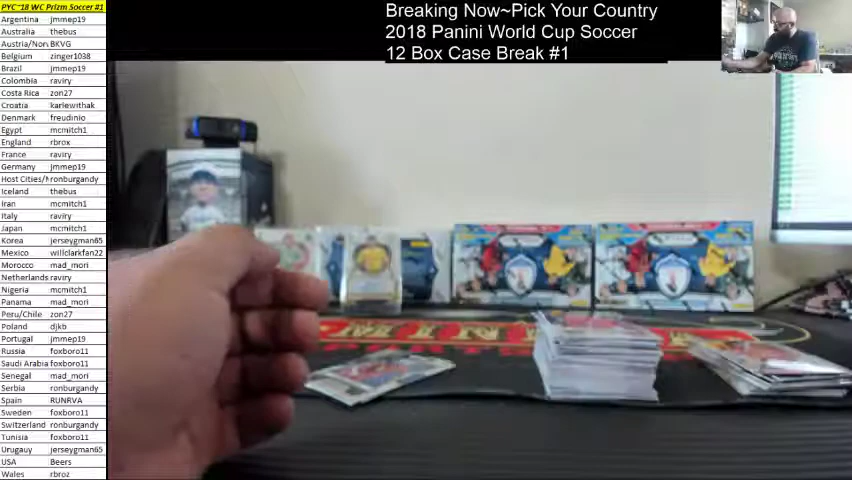 PYC~18 WC Prizm Soccer #1
Argentina jmmep19
Australia thebus
Austria/Nor BKVG
Belgium zinger1038
Brazil jmmep19
Colombia raviry
Costa Rica zon27
Croatia karlewithak
Denmark freudinio
Egypt mcmitch1
England rbrox
France raviry
Germany jmmep19
Host Cities/ ronburgandy
Iceland thebus
Iran mcmitch1
Italy raviry
Japan mcmitch1
Korea jerseygman65
Mexico willclarkfan22
Morocco mad_mori
Netherlands raviry
Nigeria mcmitch1
Panama mad_mori
Peru/Chile zon27
Poland djkb
Portugal jmmep19
Russia foxboro11
Saudi Arabia foxboro11
Senegal mad_mori
Serbia ronburgandy
Spain RUNRVA
Sweden foxboro11
Switzerland ronburgandy
Tunisia foxboro11
Urugauy jerseygman65
USA Beers
Wales rbroz
Breaking Now~Pick Your Country
2018 Panini World Cup Soccer
12 Box Case Break #1